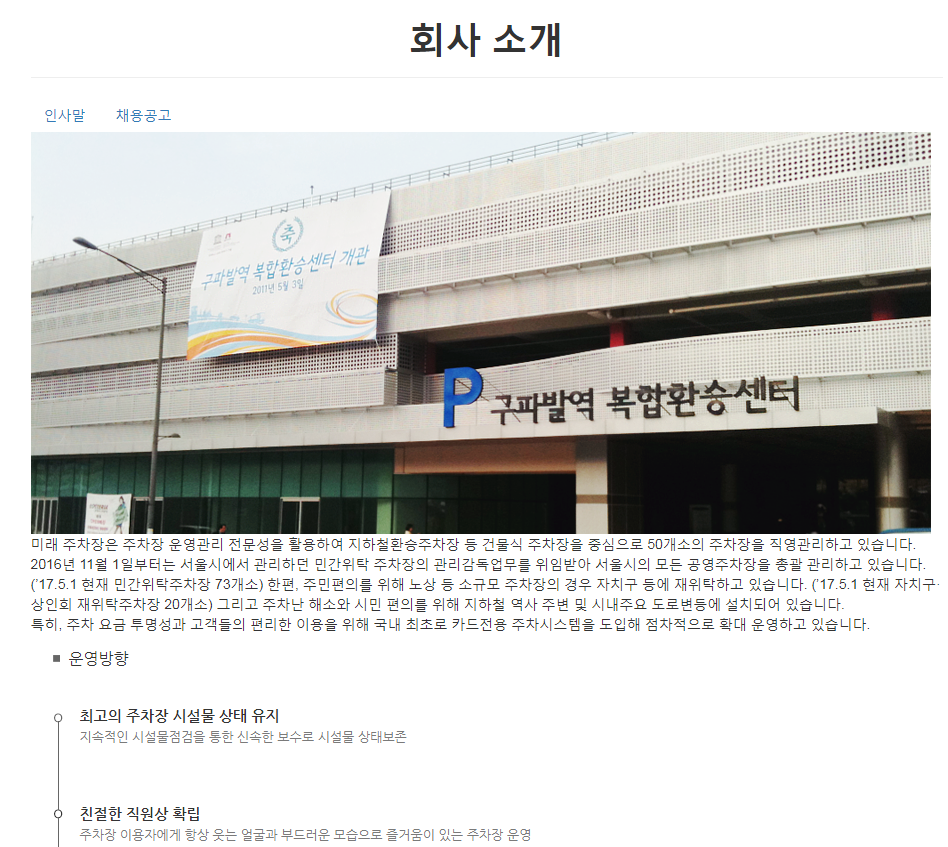 회사 소개
인사말 채용공고
축
구파발역 복합환승센터 개관
2011년 5월 3일
P 구파발역 복합환승센터
미래 주차장은 주차장 운영관리 전문성을 활용하여 지하철환승주차장 등 건물식 주차장을 중심으로 50개소의 주차장을 직영관리하고 있습니다.
2016년 11월 1일부터는 서울시에서 관리하던 민간위탁 주차장의 관리감독업무를 위임받아 서울시의 모든 공영주차장을 총괄 관리하고 있습니다.
('17.5.1 현재 민간위탁주차장 73개소) 한편, 주민편의를 위해 노상 등 소규모 주차장의 경우 자치구 등에 재위탁하고 있습니다. ('17.5.1 현재 자치구·
상인회 재위탁주차장 20개소) 그리고 주차난 해소와 시민 편의를 위해 지하철 역사 주변 및 시내주요 도로변등에 설치되어 있습니다.
특히, 주차 요금 투명성과 고객들의 편리한 이용을 위해 국내 최초로 카드전용 주차시스템을 도입해 점차적으로 확대 운영하고 있습니다.
운영방향
최고의 주차장 시설물 상태 유지
지속적인 시설물점검을 통한 신속한 보수로 시설물 상태보존
친절한 직원상 확립
주차장 이용자에게 항상 웃는 얼굴과 부드러운 모습으로 즐거움이 있는 주차장 운영